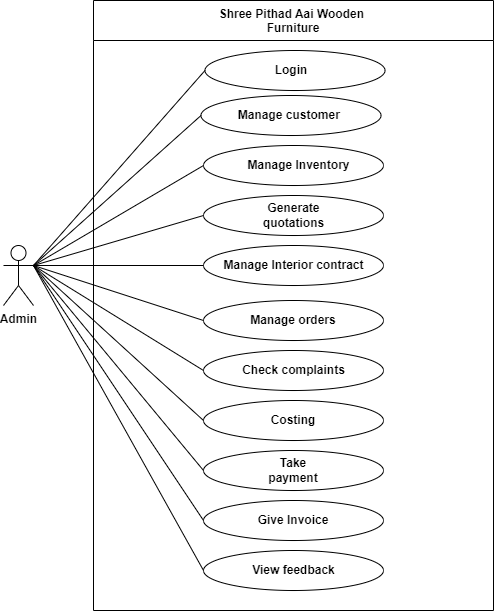 Shree Pithad Aai Wooden
Furniture
Login
Manage customer
Manage Inventory
Generate
quotations
Manage Interior contract
Admin
Manage orders
Check complaints
Costing
Take
payment
Give Invoice
View feedback